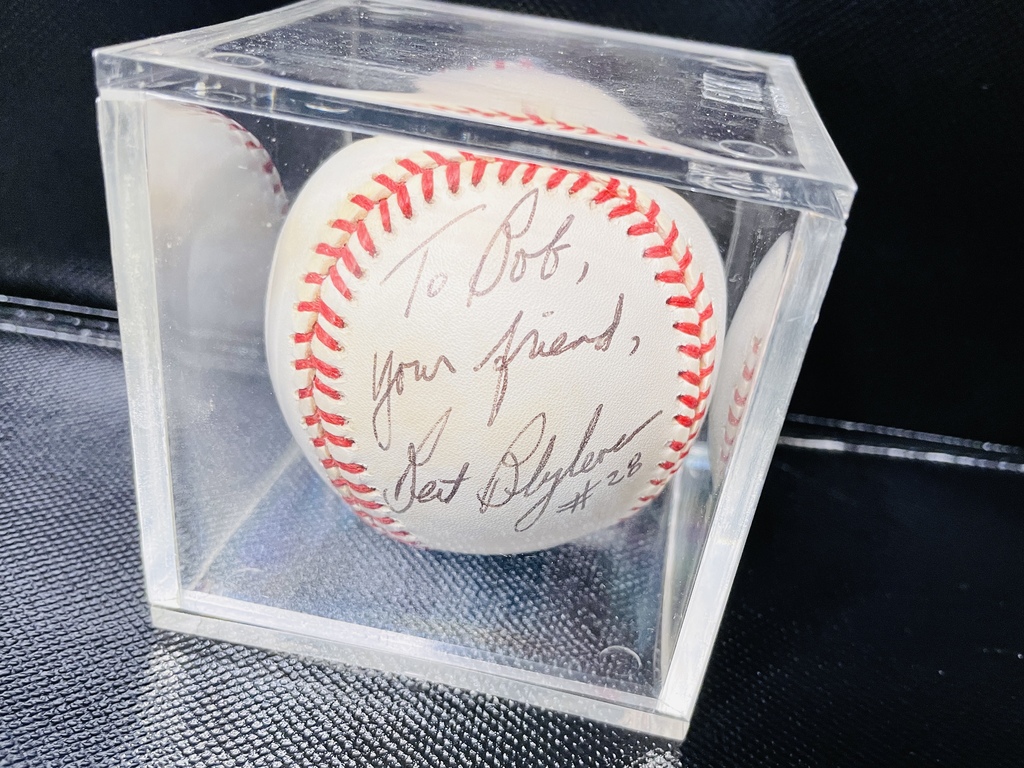 To Bob,
your friend,
Bert Blyleven
#28